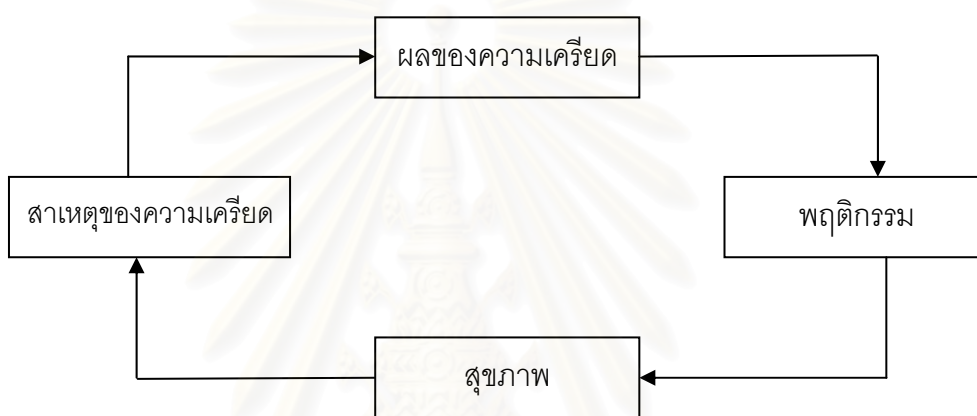 ผลของความเครียด
สาเหตุของความเครียด
พฤติกรรม
สุขภาพ